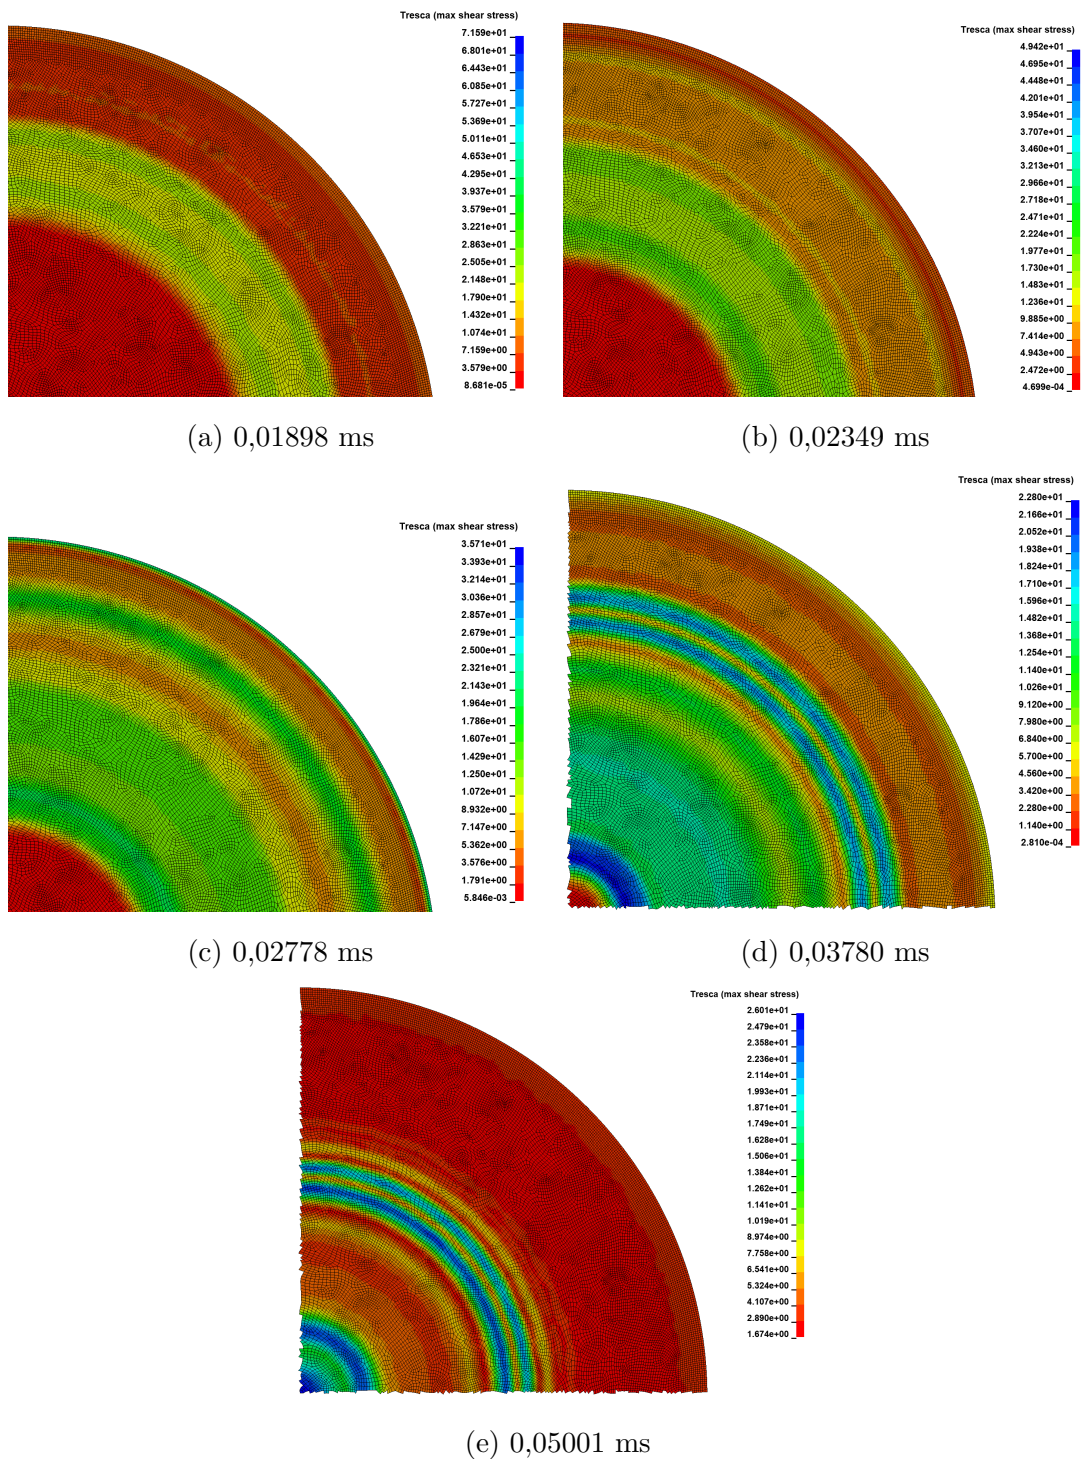 Tresca (max shear stress)
7.159e+01
6.801e+01
6.443e+01
6.085e+01
5.727e+01
5.369e+01
5.011e+01
4.653e+01
4.295e+01
3.937e+01
3.579e+01
3.221e+01
2.863e+01
2.505e+01
2.148e+01
1.790e+01
1.432e+01
1.074e+01
7.159e+00
3.579e+00
8.681e-05
(a) 0,01898 ms
Tresca (max shear stress)
4.942e+01
4.695e+01
4.448e+01
4.201e+01
3.954e+01
3.707e+01
3.460e+01
3.213e+01
2.966e+01
2.718e+01
2.471e+01
2.224e+01
1.977e+01
1.730e+01
1.483e+01
1.236e+01
9.885e+00
7.414e+00
4.943e+00
2.472e+00
4.699e-04
(b) 0,02349 ms
Tresca (max shear stress)
3.571e+01
3.393e+01
3.214e+01
3.036e+01
2.857e+01
2.679e+01
2.500e+01
2.321e+01
2.143e+01
1.964e+01
1.786e+01
1.607e+01
1.429e+01
1.250e+01
1.072e+01
8.932e+00
7.147e+00
5.362e+00
3.576e+00
1.791e+00
5.846e-03
(c) 0,02778 ms
Tresca (max shear stress)
2.280e+01
2.166e+01
2.052e+01
1.938e+01
1.824e+01
1.710e+01
1.596e+01
1.482e+01
1.368e+01
1.254e+01
1.140e+01
1.026e+01
9.120e+00
7.980e+00
6.840e+00
5.700e+00
4.560e+00
3.420e+00
2.280e+00
1.140e+00
2.810e-04
(d) 0,03780 ms
Tresca (max shear stress)
2.601e+01
2.479e+01
2.358e+01
2.236e+01
2.114e+01
1.993e+01
1.871e+01
1.749e+01
1.628e+01
1.506e+01
1.384e+01
1.262e+01
1.141e+01
1.019e+01
8.974e+00
7.758e+00
6.541e+00
5.324e+00
4.107e+00
2.890e+00
1.674e+00
(e) 0,05001 ms